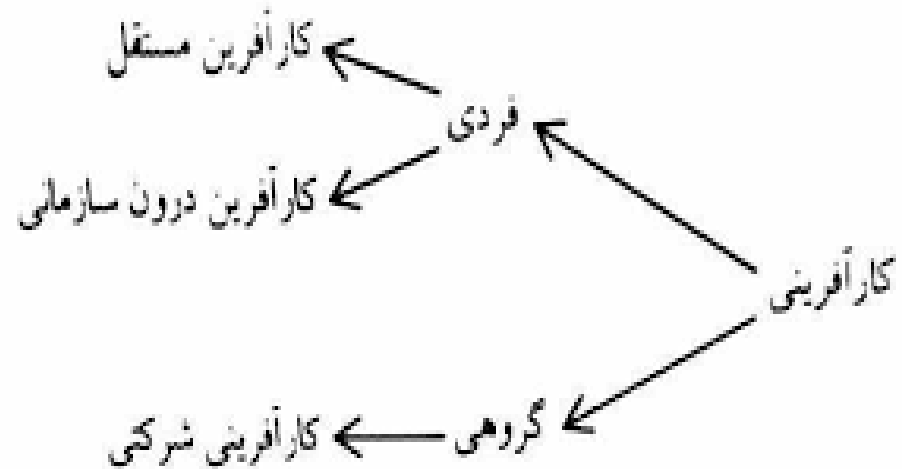 کارآفرین مستقل
فردی
کارآفرین درون سازمانی
کارآفرینی
گروهی
کارآفرینی شرکتی